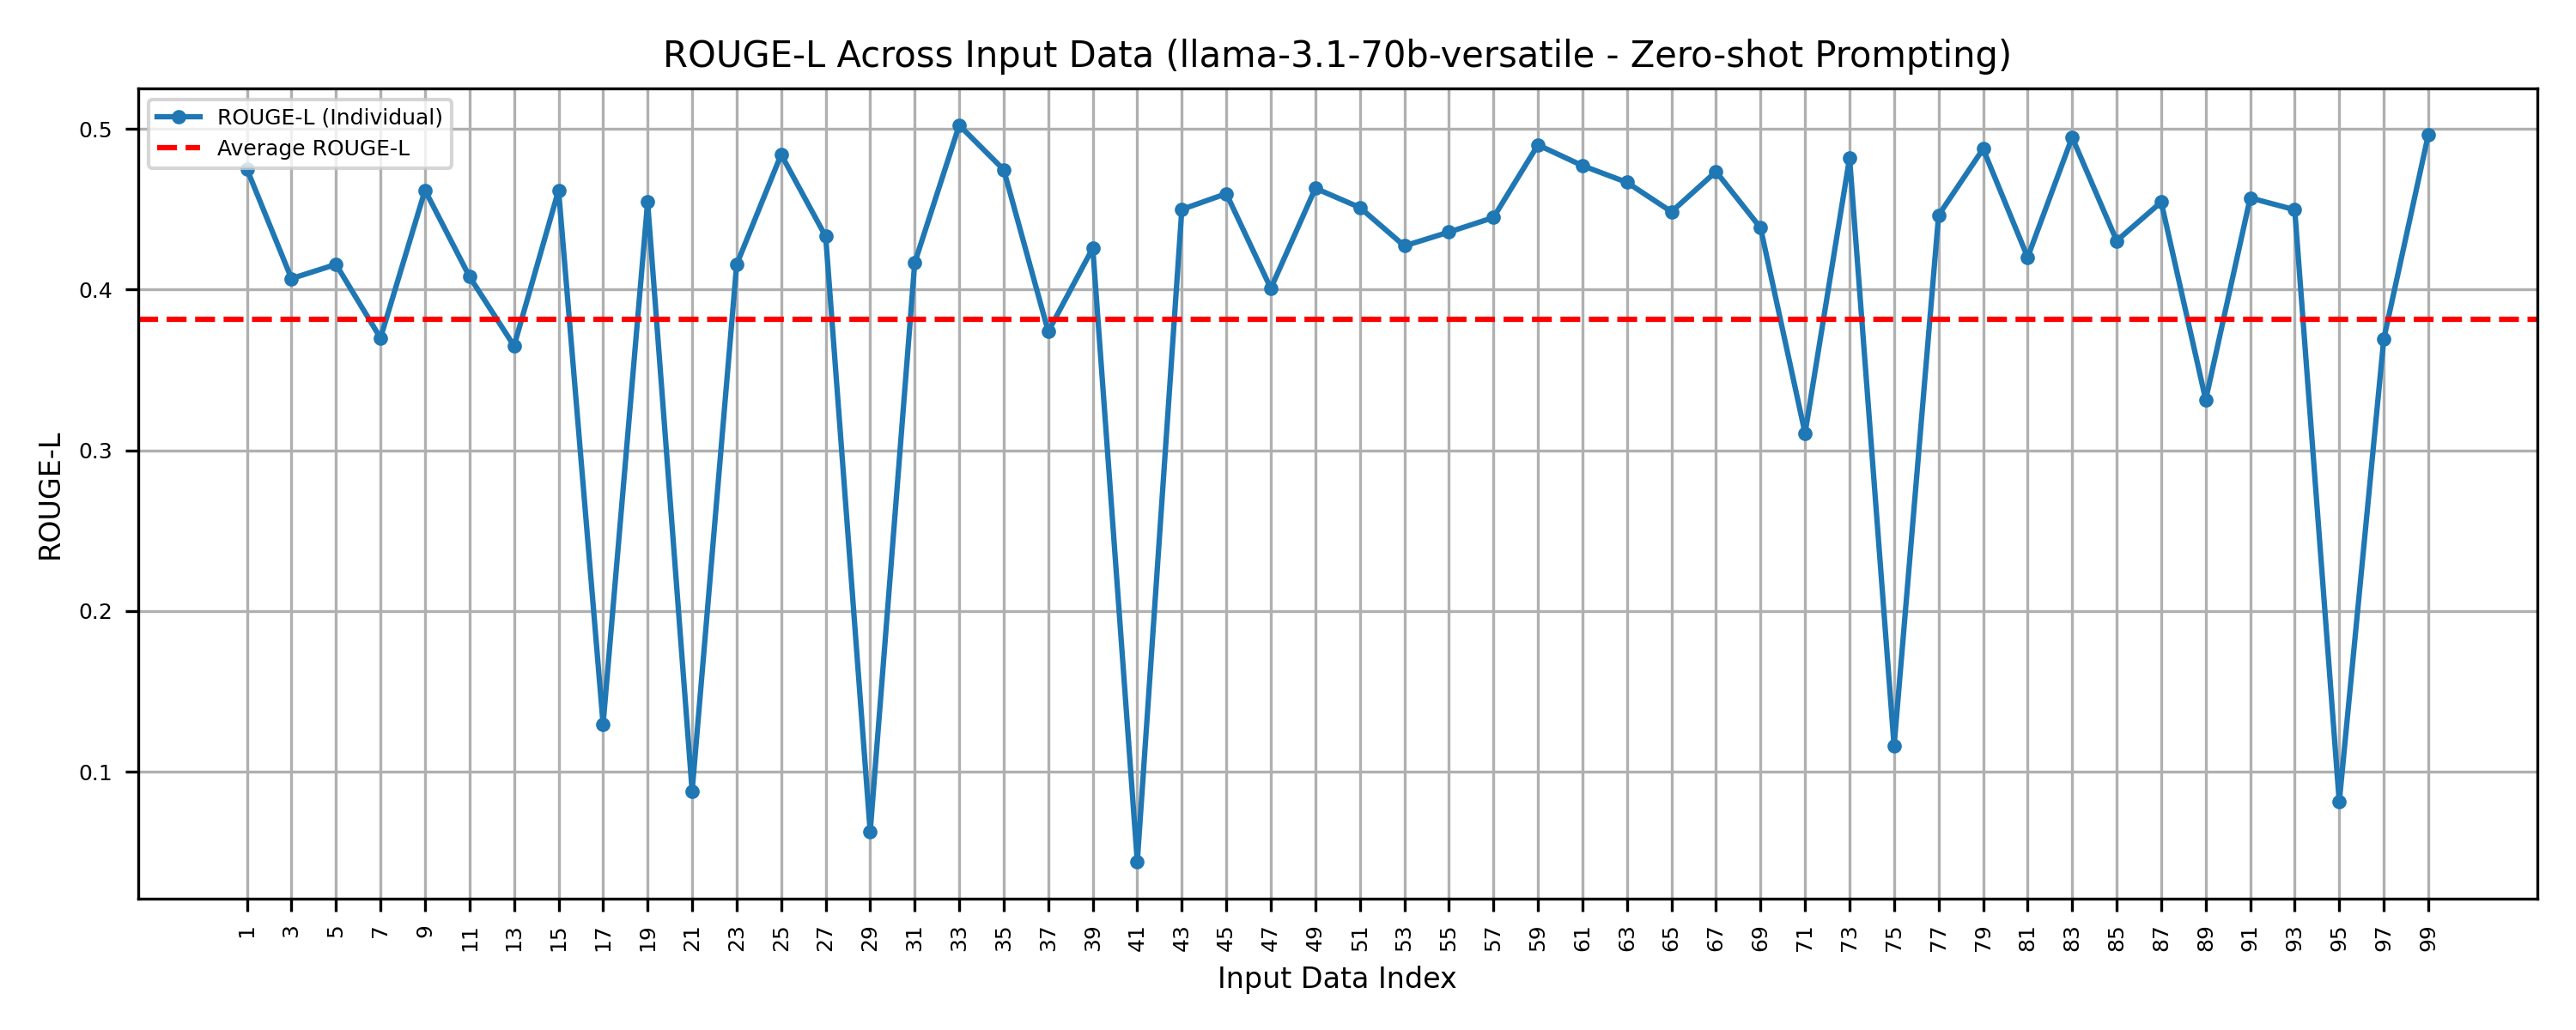 ROUGE-L Across Input Data (llama-3.1-70b-versatile - Zero-shot Prompting)
ROUGE-L (Individual)
Average ROUGE-L
0.5
0.4
0.3
0.2
0.1
ROUGE-L
1 3 5 7 9 11 13 15 17 19 21 23 25 27 29 31 33 35 37 39 41 43 45 47 49 51 53 55 57 59 61 63 65 67 69 71 73 75 77 79 81 83 85 87 89 91 93 95 97 99
Input Data Index